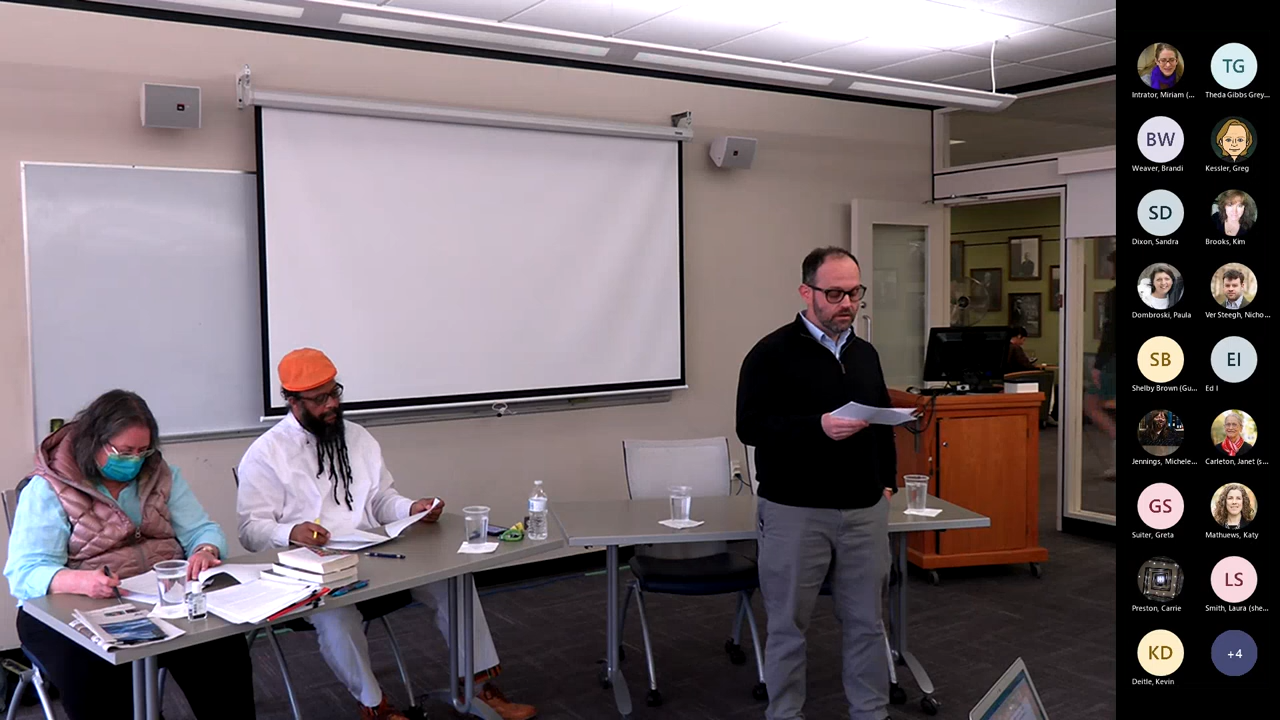 Intrator, Miriam (...
TG
Theda Gibbs Grey...
BW
Weaver, Brandi
Kessler, Greg
SD
Dixon, Sandra
Brooks, Kim
Dombroski, Paula
Ver Steegh, Nicho...
SB
Shelby Brown (Gu...
EI
Ed I
Jennings, Michele...
Carleton, Janet (s...
GS
Suiter, Greta
Mathuews, Katy
Preston, Carrie
LS
Smith, Laura (she...
KD
Deitle, Kevin
+4